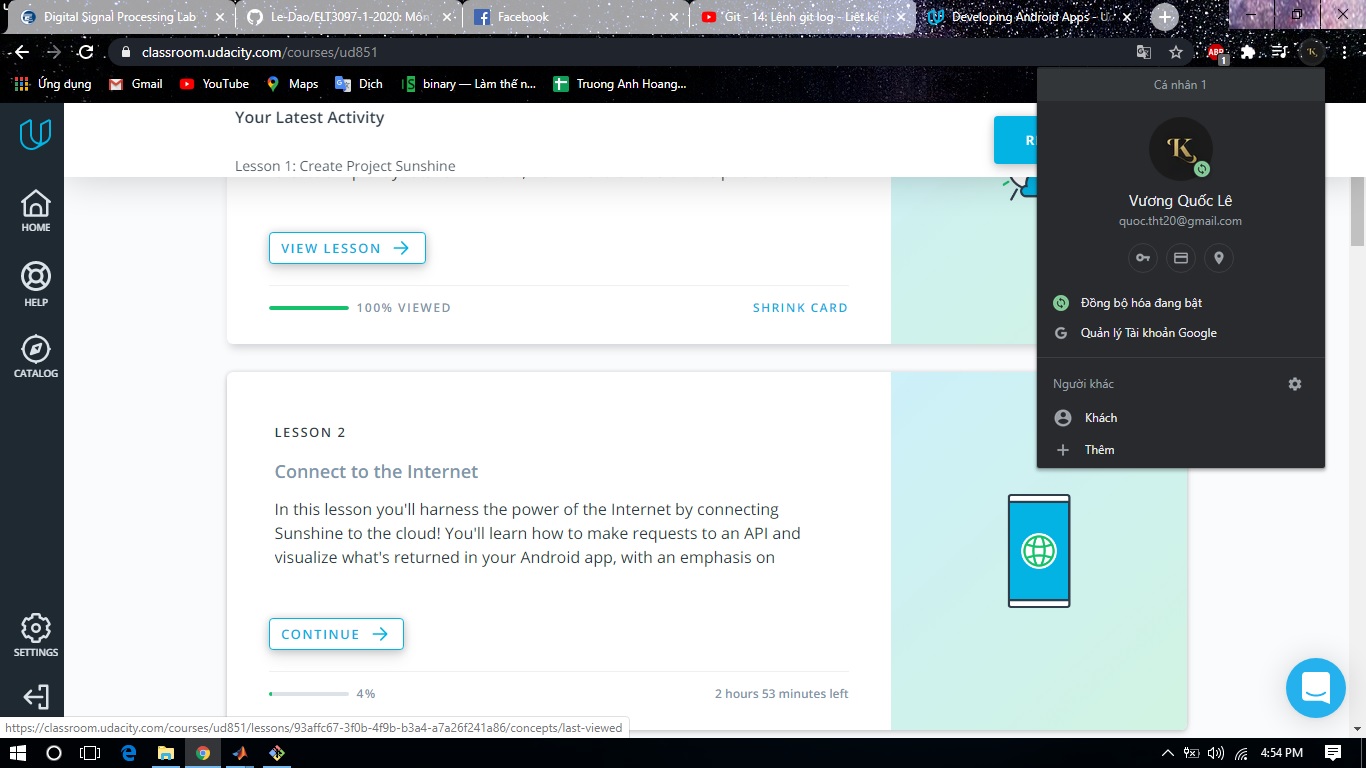 Digital Signal Processing Lab
Le-Dao/ELT3097-1-2020: Môn
Facebook
Git - 14: Lệnh git log - Liệt kê
Developing Android Apps - U
classroom.udacity.com/courses/ud851
ABP
1
Ứng dụng
Gmail
YouTube
Maps
Dịch
binary — Làm thế n...
Truong Anh Hoang...
Cá nhân 1
K
Vương Quốc Lê
quoc.tht20@gmail.com
Đồng bộ hóa đang bật
Quản lý Tài khoản Google
Người khác
Khách
Thêm
HOME
HELP
CATALOG
SETTINGS
Your Latest Activity
Lesson 1: Create Project Sunshine
VIEW LESSON
100% VIEWED
SHRINK CARD
LESSON 2
Connect to the Internet
In this lesson you'll harness the power of the Internet by connecting
Sunshine to the cloud! You'll learn how to make requests to an API and
visualize what's returned in your Android app, with an emphasis on
CONTINUE
4%
2 hours 53 minutes left
https://classroom.udacity.com/courses/ud851/lessons/93affc67-3f0b-4f9b-b3a4-a7a26f241a86/concepts/last-viewed
4:54 PM